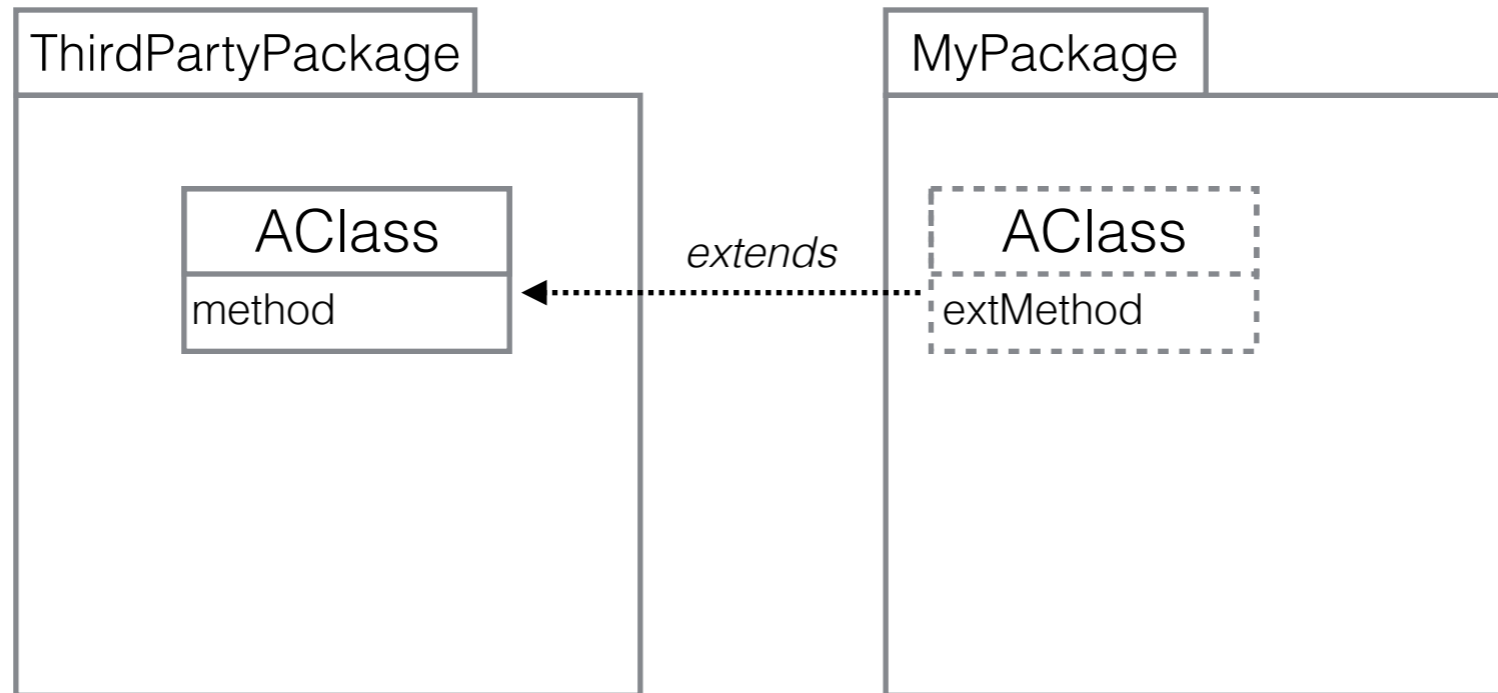 ThirdPartyPackage
MyPackage
AClass
method
extends
AClass
extMethod